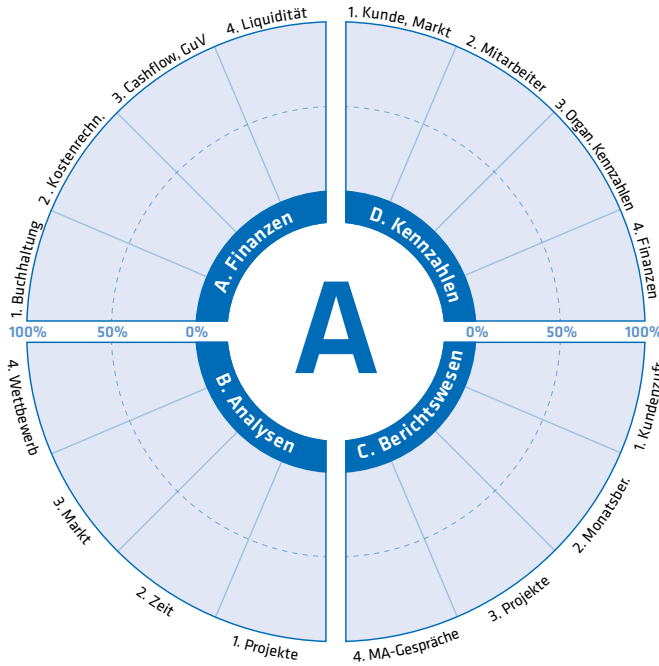 4. Liquidität
3. Cashflow, GuV
2 . Kostenrechn.
1. Buchhaltung
1. Kunde, Markt
2. Mitarbeiter
3. Organ. Kennzahlen
4. Finanzen
A. Finanzen
D. Kennzahlen
A
100% 50% 0% 0% 50% 100%
B. Analysen
C. Berichtswesen
4. Wettbewerb
3. Markt
2. Zeit
1. Projekte
1. Kundenzufr.
2. Monatsber.
3. Projekte
4. MA-Gespräche